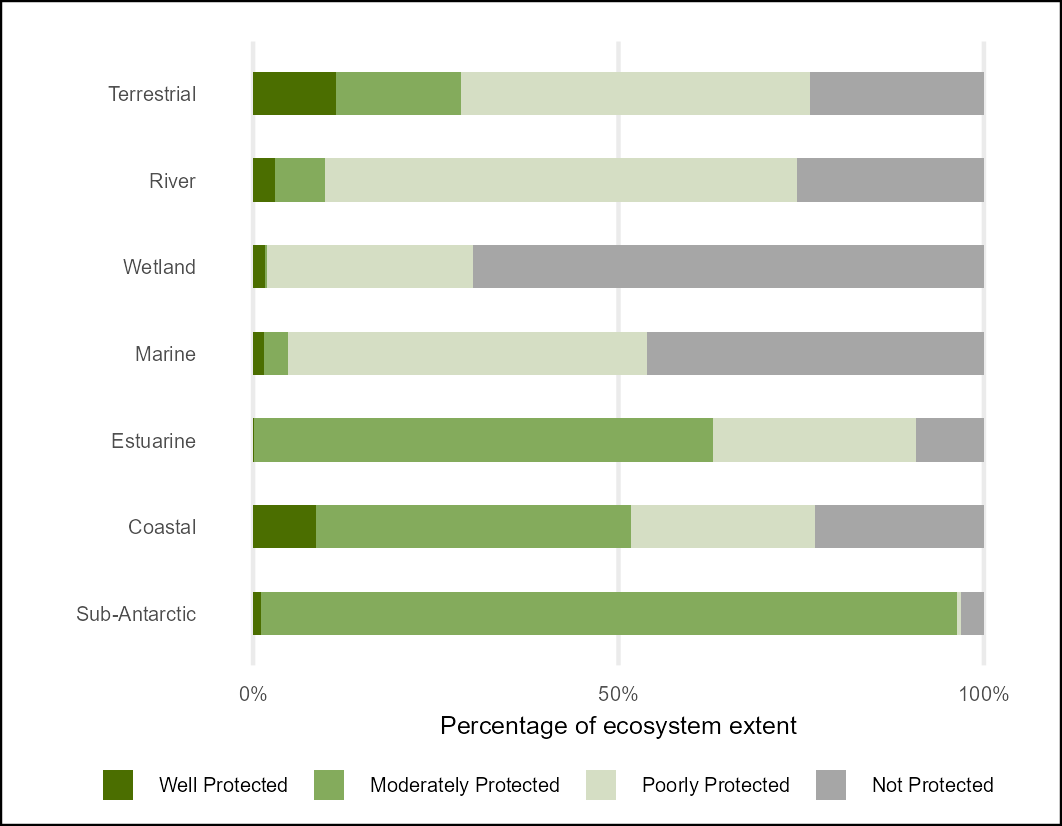 Terrestrial
River
Wetland
Marine
Estuarine
Coastal
Sub-Antarctic
0% 50% 100%
Percentage of ecosystem extent
Well Protected Moderately Protected Poorly Protected Not Protected